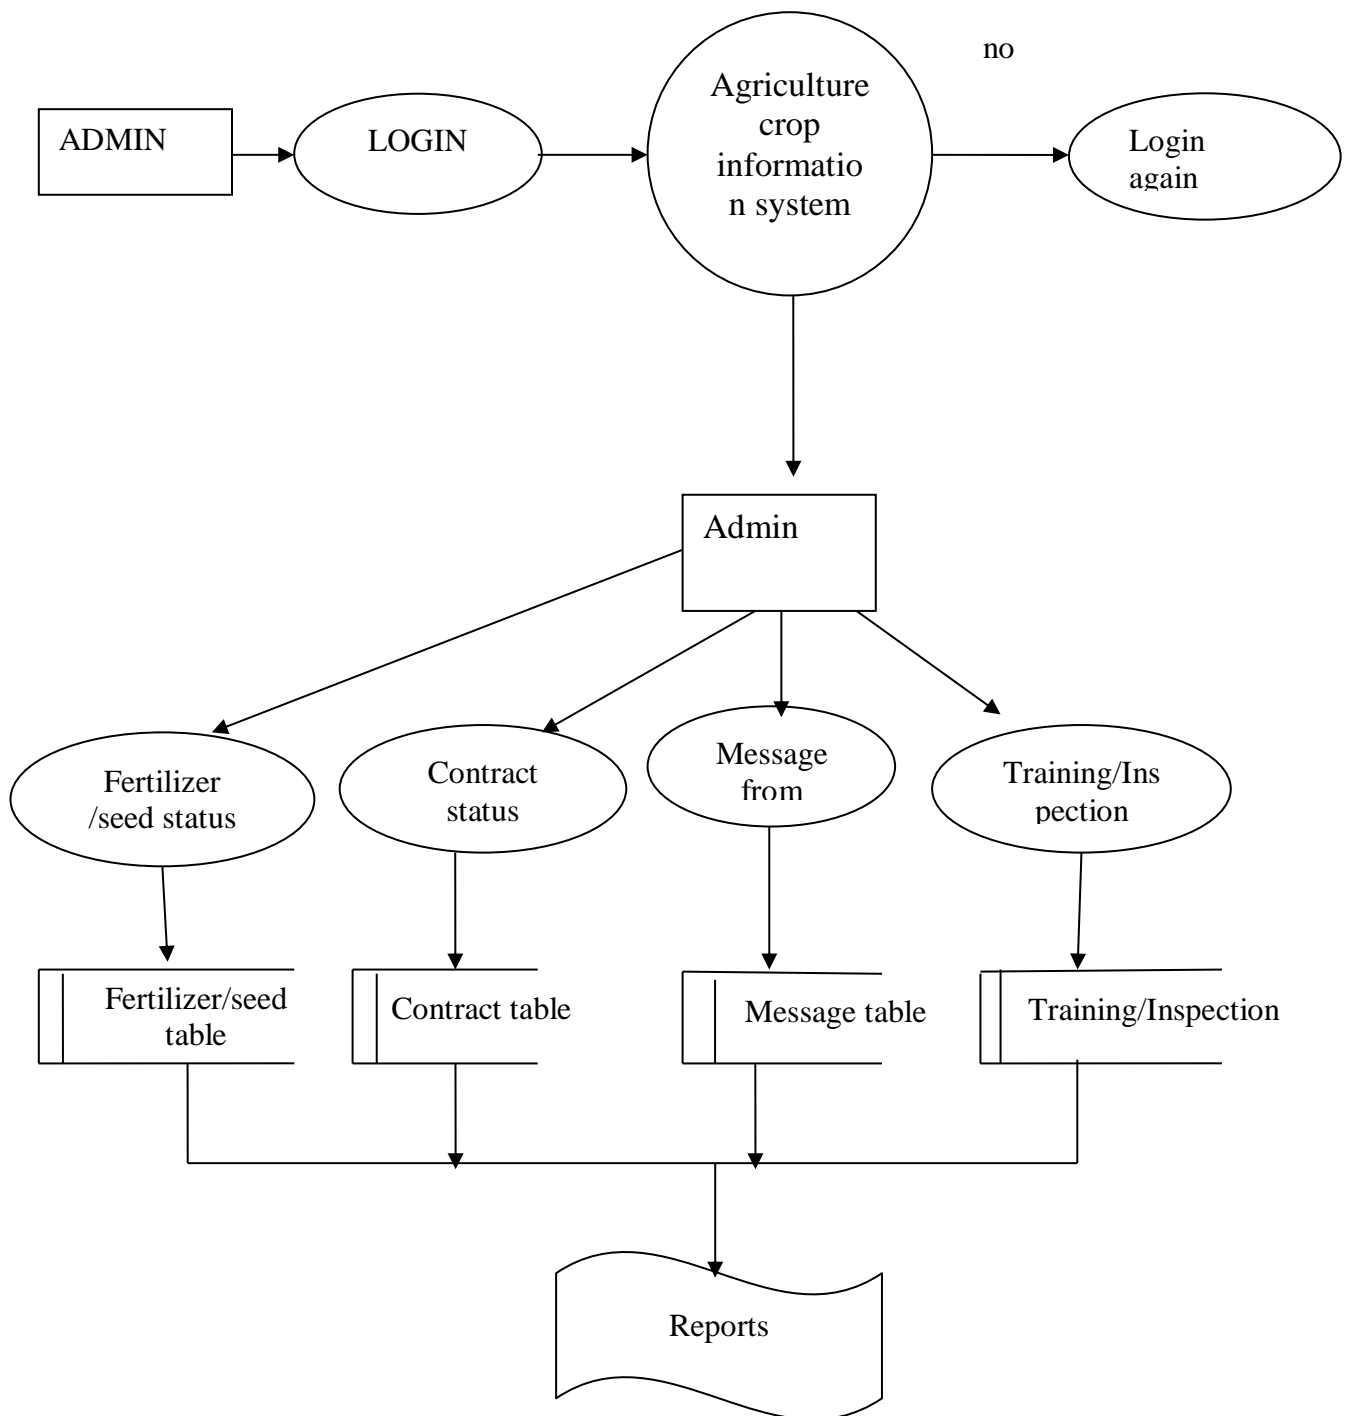 no
ADMIN
LOGIN
Agriculture
crop
informatio
n system
Login
again
Admin
Fertilizer
/seed status
Contract
status
Message
from
Training/Ins
pection
Fertilizer/seed
table
Contract table
Message table
Training/Inspection
Reports